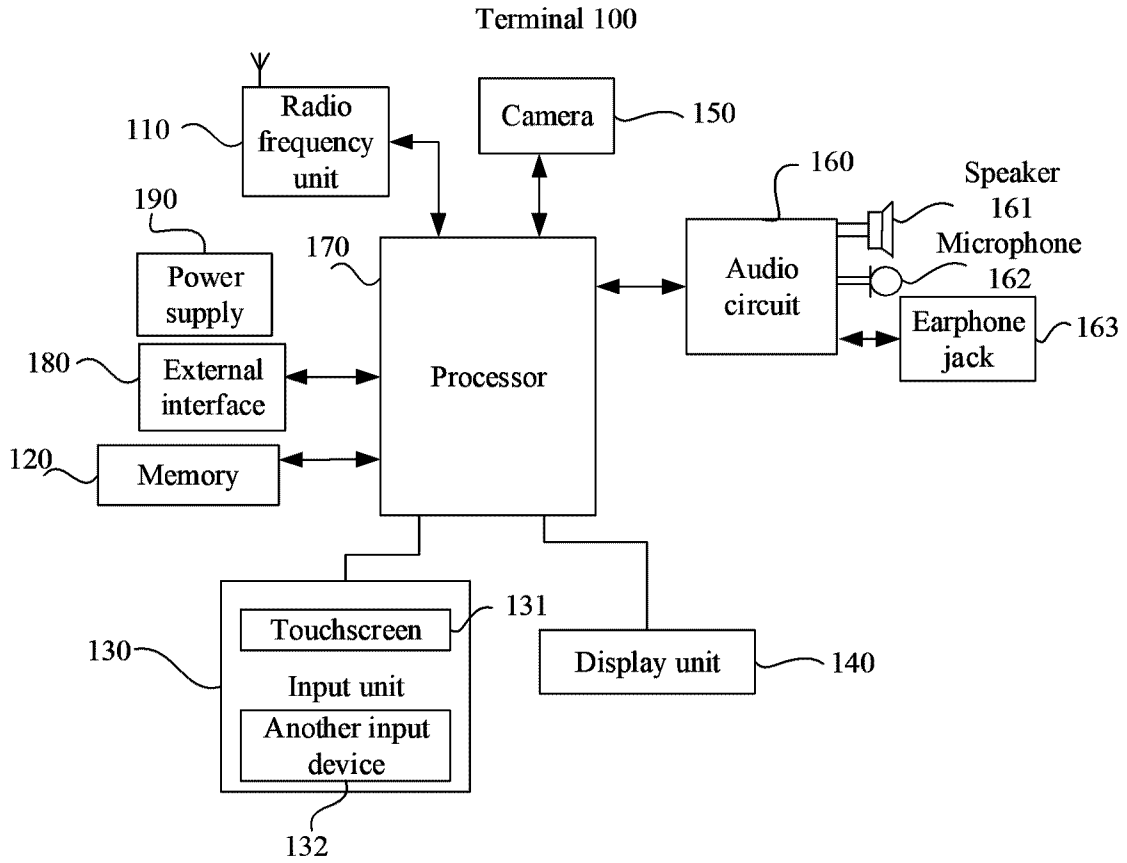 Terminal 100
Radio
frequency
unit
110
Camera
150
190
Power
supply
170
160
Speaker
161
Microphone
162
Audio
circuit
Earphone
jack
163
180
External
interface
Processor
120
Memory
130
Touchscreen
131
Input unit
Another input
device
132
Display unit
140